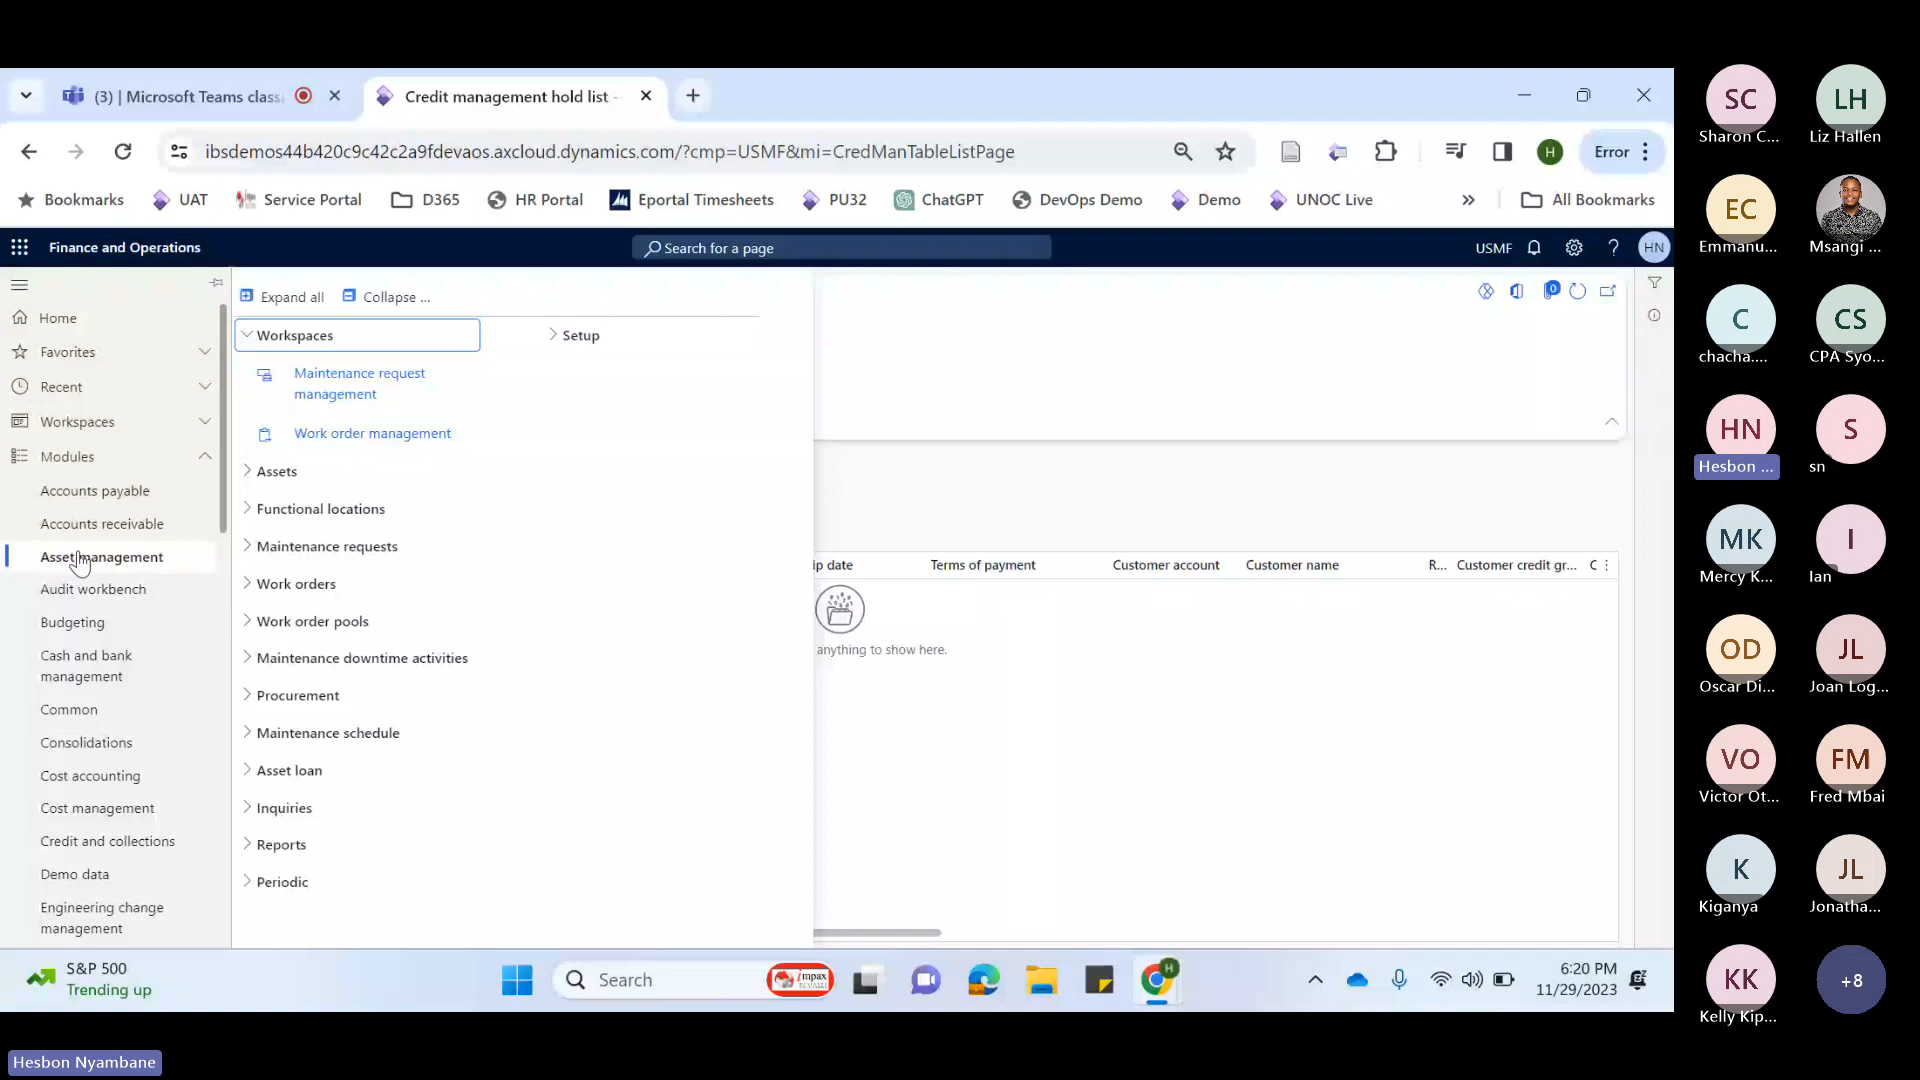 (3) | Microsoft Teams class
Credit management hold list -
ibsdemos44b420c9c42c2a9fdevaos.axcloud.dynamics.com/?cmp=USMF&mi=CredManTableListPage
H
Error
Bookmarks
UAT
Service Portal
D365
HR Portal
Eportal Timesheets
PU32
ChatGPT
DevOps Demo
Demo
UNOC Live
»
All Bookmarks
Finance and Operations
Search for a page
USMF
?
HN
Expand all
Collapse ...
0
Home
Favorites
Recent
Workspaces
Modules
Accounts payable
Accounts receivable
Asset management
Audit workbench
Budgeting
Cash and bank
management
Common
Consolidations
Cost accounting
Cost management
Credit and collections
Demo data
Engineering change
management
Workspaces
Maintenance request
management
Work order management
Assets
Functional locations
Maintenance requests
Work orders
Work order pools
Maintenance downtime activities
Procurement
Maintenance schedule
Asset loan
Inquiries
Reports
Periodic
Setup
ip date
Terms of payment
Customer account
Customer name
R...
Customer credit gr...
C
anything to show here.
S&P 500
Trending up
Search
impax
H
6:20 PM
11/29/2023
SC
Sharon C...
LH
Liz Hallen
EC
Emmanu...
Msangi ...
C
chacha....
CS
CPA Syo...
HN
Hesbon ...
S
sn
MK
Mercy K...
I
Ian
OD
Oscar Di...
JL
Joan Log...
VO
Victor Ot...
FM
Fred Mbai
K
Kiganya
JL
Jonatha...
KK
Kelly Kip...
+8
Hesbon Nyambane